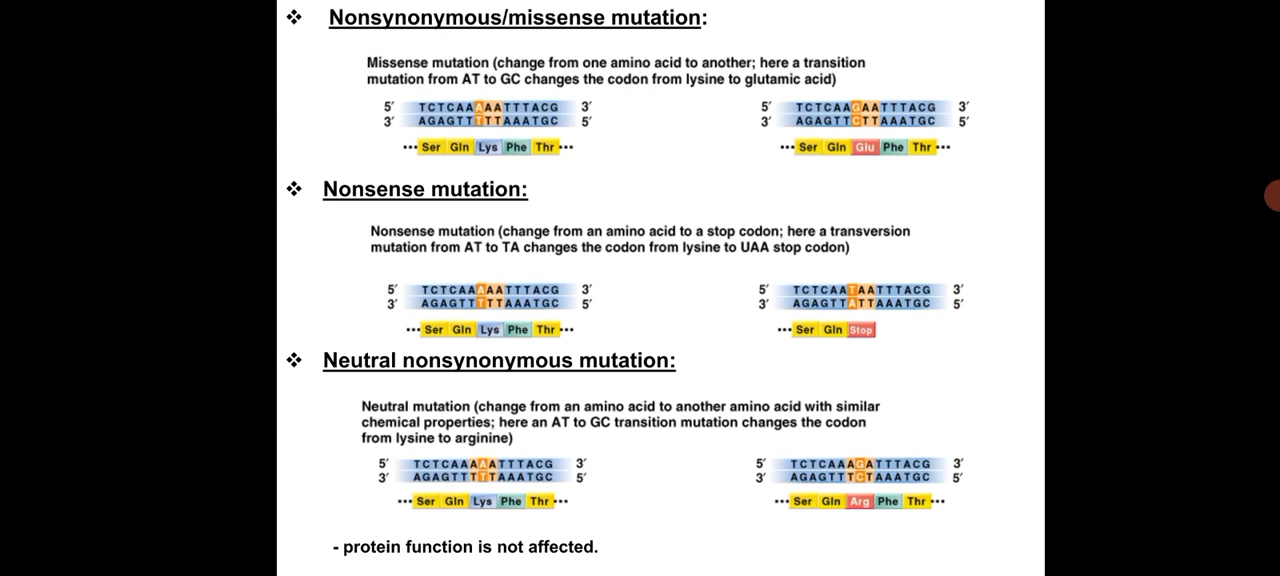 ❖ Nonsynonymous/missense mutation:
Missense mutation (change from one amino acid to another; here a transition
mutation from AT to GC changes the codon from lysine to glutamic acid)
5′ TCTCAAAAATTTACG 3′ 5′ TCTCAAGAATTTACG 3′
3′ AGAGTTTTTAAATGC 5′ 3′ AGAGTTCTTAAATGC 5′
··· Ser Gln Lys Phe Thr ··· ··· Ser Gln Glu Phe Thr ···
❖ Nonsense mutation:
Nonsense mutation (change from an amino acid to a stop codon; here a transversion
mutation from AT to TA changes the codon from lysine to UAA stop codon)
5′ TCTCAAAAATTTACG 3′ 5′ TCTCAATAATTTACG 3′
3′ AGAGTTTTTAAATGC 5′ 3′ AGAGTTATTAAATGC 5′
··· Ser Gln Lys Phe Thr ··· ··· Ser Gln Stop
❖ Neutral nonsynonymous mutation:
Neutral mutation (change from an amino acid to another amino acid with similar
chemical properties; here an AT to GC transition mutation changes the codon
from lysine to arginine)
5′ TCTCAAAAATTTACG 3′ 5′ TCTCAAAGATTTACG 3′
3′ AGAGTTTTTAAATGC 5′ 3′ AGAGTTTCTAAATGC 5′
··· Ser Gln Lys Phe Thr ··· ··· Ser Gln Arg Phe Thr ···
- protein function is not affected.